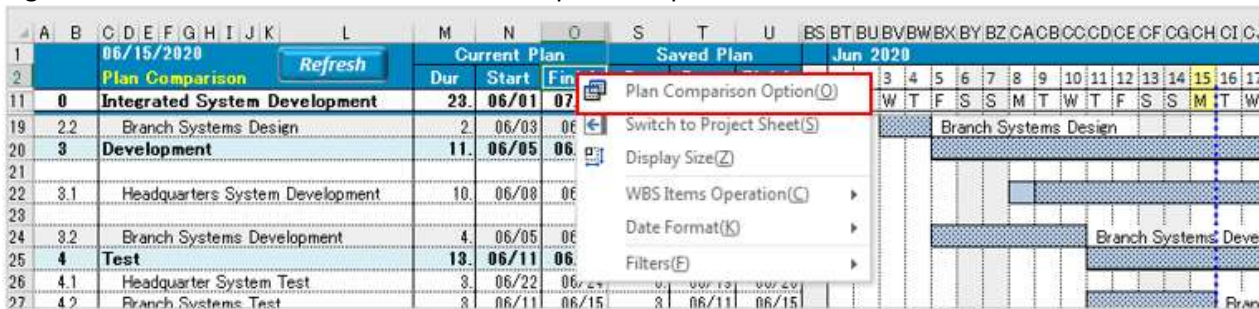 A B C D E F G H I J K L M N O S T U BS BT BU BV BW BX BY BZ CA CB CC CD CE CF CG CH CI
1 06/15/2020 Refresh Current Plan Saved Plan Jun 2020
2 Plan Comparison Dur Start 3 4 5 6 7 8 9 10 11 12 13 14 15 16 17
11 0 Integrated System Development 23. 06/01 07. W T F S S M T W T F S S M T W
Plan Comparison Option(O)
19 2.2 Branch Systems Design 2. 06/03 06 Branch Systems Design
Switch to Project Sheet(S)
20 3 Development 11. 06/05 06.
Display Size(Z)
21
22 3.1 Headquarters System Development 10. 06/08 06
WBS Items Operation(C)
23
Date Format(K)
24 3.2 Branch Systems Development 4. 06/05 06 Branch Systems Deve
25 4 Test 13. 06/11 06.
Filters(F)
26 4.1 Headquarter System Test 3. 06/22
27 4.2 Branch Systems Test 3. 06/11 06/15 3. 06/11 06/15 Bran